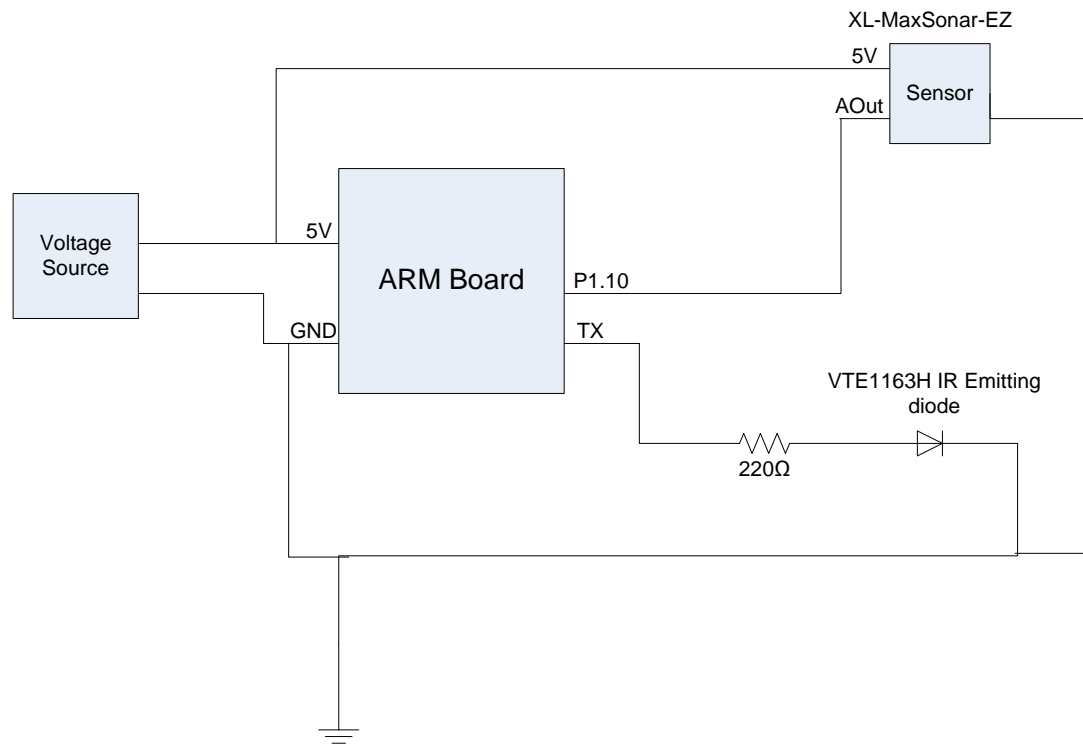 XL-MaxSonar-EZ
5V
Sensor
AOut
Voltage
Source
5V
ARM Board
P1.10
GND
TX
VTE1163H IR Emitting
diode
220Ω